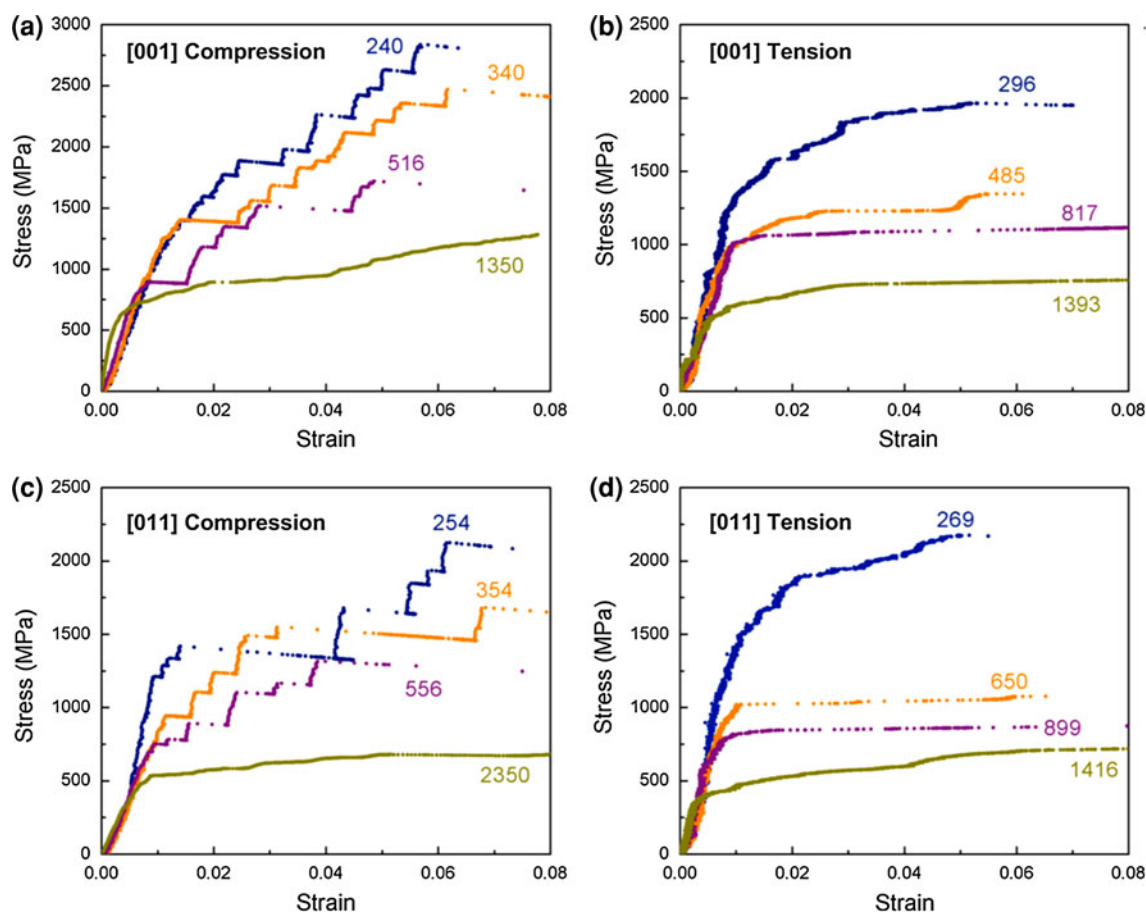 (a)
[001] Compression
240
340
516
1350
3000
2500
2000
1500
1000
500
0
Stress (MPa)
0.00 0.02 0.04 0.06 0.08
Strain
(b)
[001] Tension
296
485
817
1393
2500
2000
1500
1000
500
0
Stress (MPa)
0.00 0.02 0.04 0.06 0.08
Strain
(c)
[011] Compression
254
354
556
2350
2500
2000
1500
1000
500
0
Stress (MPa)
0.00 0.02 0.04 0.06 0.08
Strain
(d)
[011] Tension
269
650
899
1416
2500
2000
1500
1000
500
0
Stress (MPa)
0.00 0.02 0.04 0.06 0.08
Strain